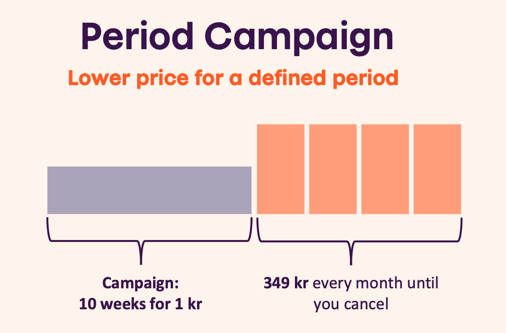 Period Campaign
Lower price for a defined period
Campaign:
10 weeks for 1 kr
349 kr every month until
you cancel